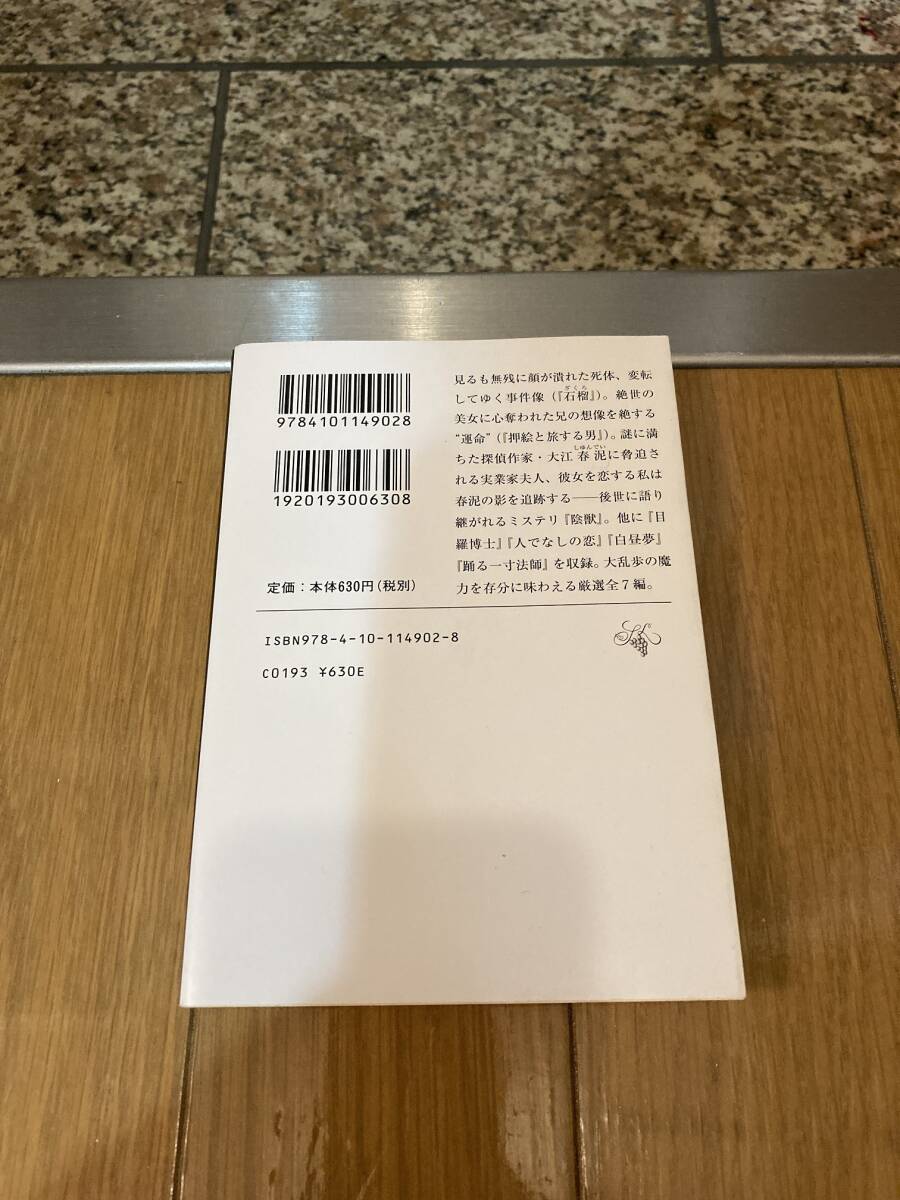 9784101149028
1920193006308
定価：本体630円(税別)
見るも無残に顔が潰れた死体、変転
ざくろ
してゆく事件像(『石榴』)。絶世の
美女に心奪われた兄の想像を絶する
“運命”(『押絵と旅する男』)。謎に満
しゅんでい
ちた探偵作家・大江春泥に脅迫さ
れる実業家夫人、彼女を恋する私は
春泥の影を追跡する――後世に語り
継がれるミステリ『陰獣』。他に『目
羅博士』『人でなしの恋』『白昼夢』
『踊る一寸法師』を収録。大乱歩の魔
力を存分に味わえる厳選全7編。
ISBN978-4-10-114902-8
C0193 ¥630E